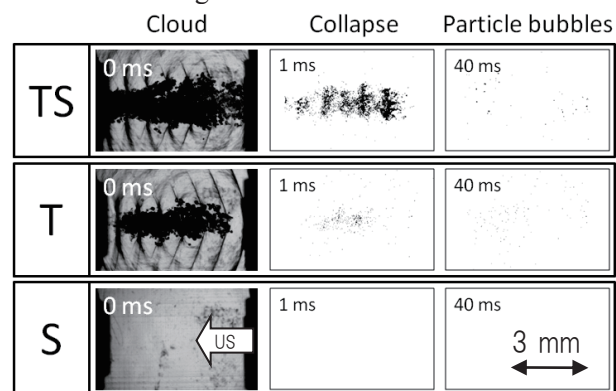 Cloud Collapse Particle bubbles
TS 0 ms 1 ms 40 ms
T 0 ms 1 ms 40 ms
S 0 ms 1 ms 40 ms
US 3 mm